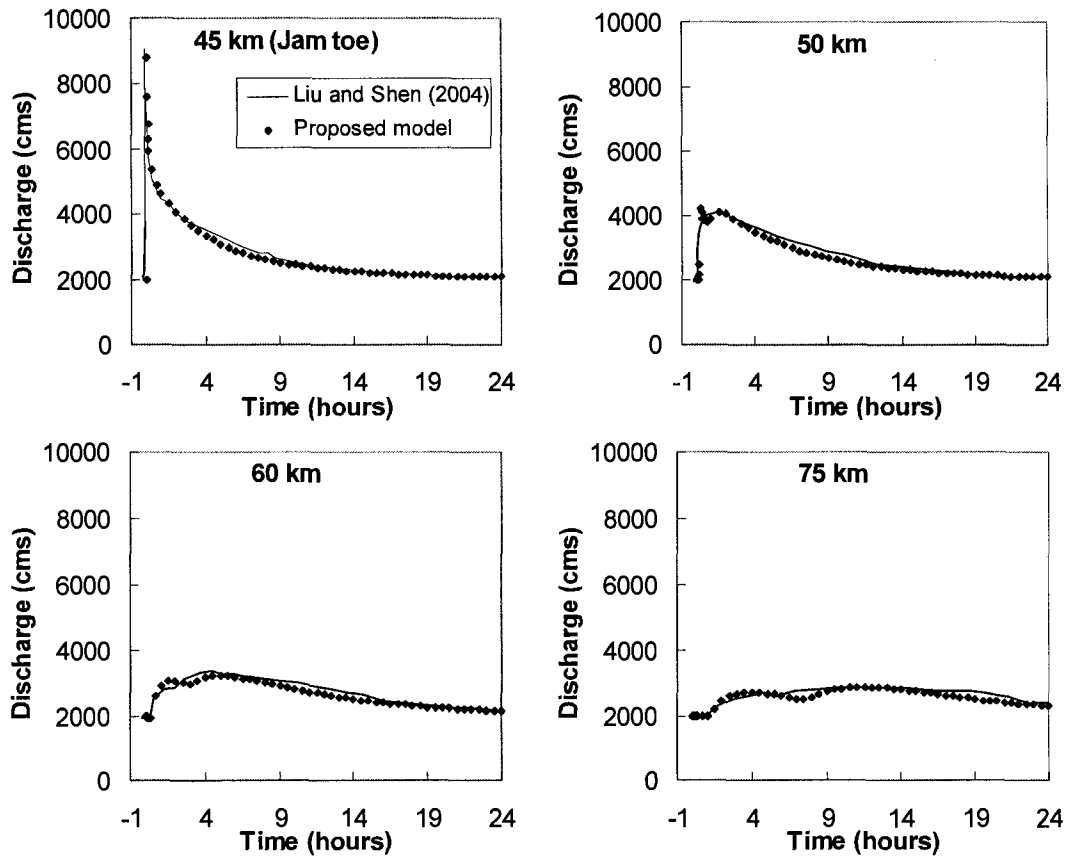 45 km (Jam toe)
Liu and Shen (2004)
Proposed model
Discharge (cms)
10000
8000
6000
4000
2000
0
-1 4 9 14 19 24
Time (hours)
50 km
Discharge (cms)
10000
8000
6000
4000
2000
0
-1 4 9 14 19 24
Time (hours)
60 km
Discharge (cms)
10000
8000
6000
4000
2000
0
-1 4 9 14 19 24
Time (hours)
75 km
Discharge (cms)
10000
8000
6000
4000
2000
0
-1 4 9 14 19 24
Time (hours)